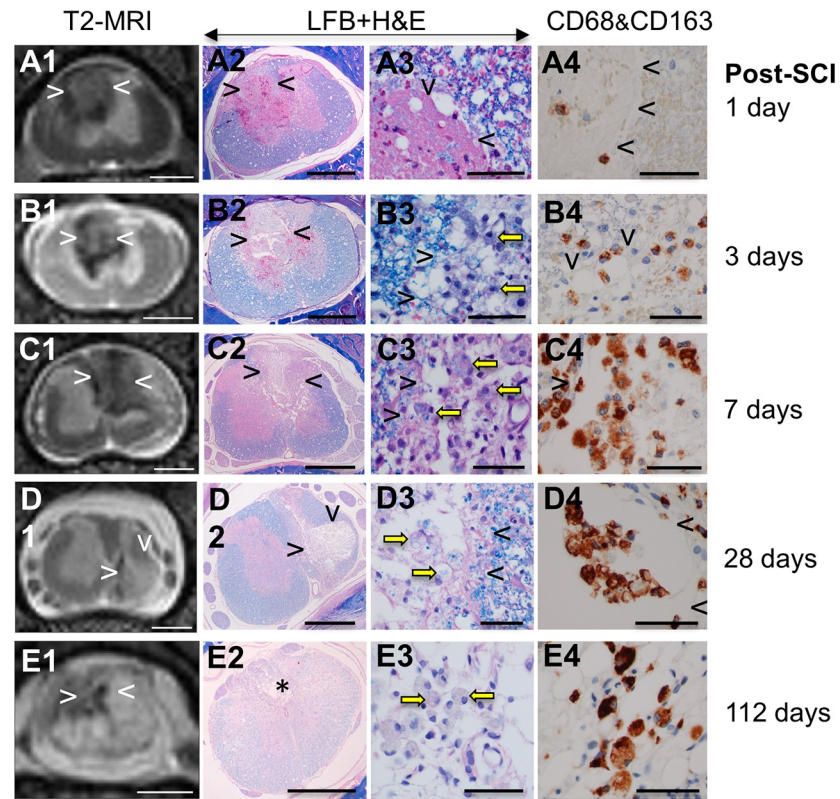 T2-MRI LFB+H&E CD68&CD163
Post-SCI
A1 A2 A3 A4 1 day
B1 B2 B3 B4 3 days
C1 C2 C3 C4 7 days
D D D3 D4
1 2
28 days
E1 E2 E3 E4
*
112 days